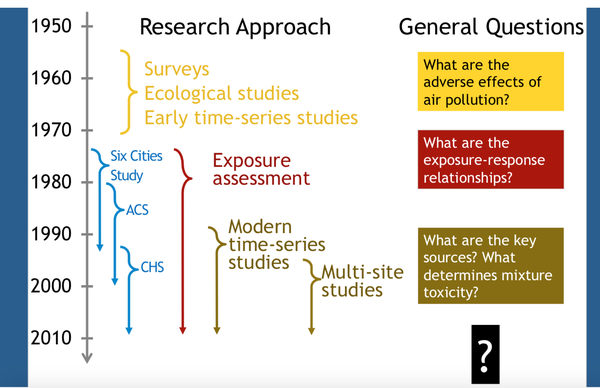 Research Approach
General Questions
1950
1960
1970
1980
1990
2000
2010
Surveys
Ecological studies
Early time-series studies
Six Cities
Study
ACS
CHS
Exposure
assessment
Modern
time-series
studies
Multi-site
studies
What are the
adverse effects of
air pollution?
What are the
exposure-response
relationships?
What are the key
sources? What
determines mixture
toxicity?
?